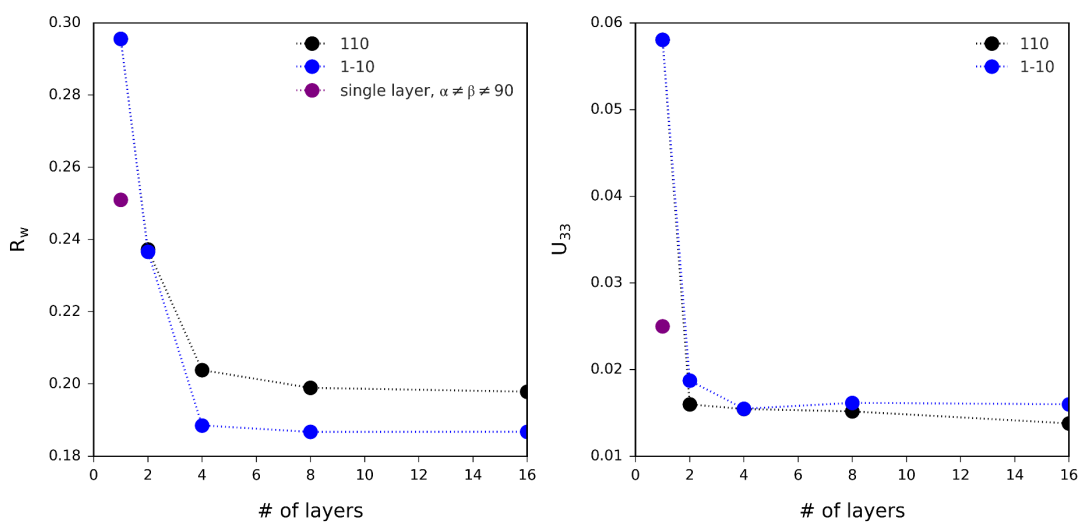 0.30
0.28
0.26
0.24
0.22
0.20
0.18
R_w
0 2 4 6 8 10 12 14 16
# of layers
110
1-10
single layer, α ≠ β ≠ 90
0.06
0.05
0.04
0.03
0.02
0.01
U_33
0 2 4 6 8 10 12 14 16
# of layers
110
1-10